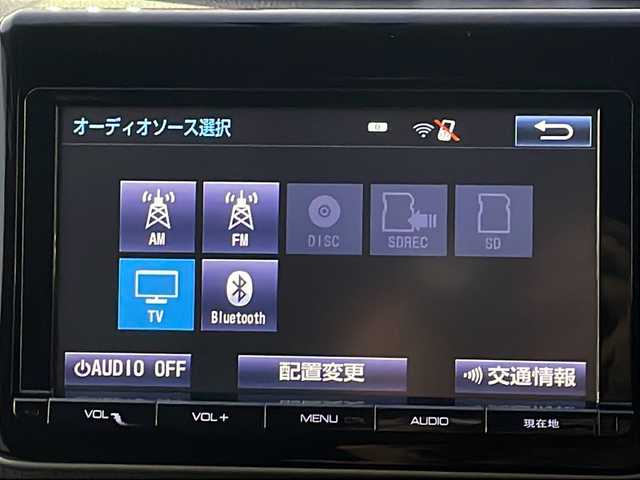 オーディオソース選択
AM
FM
DISC
SDREC
SD
TV
Bluetooth
AUDIO OFF
配置変更
交通情報
VOL-
VOL+
MENU
AUDIO
現在地